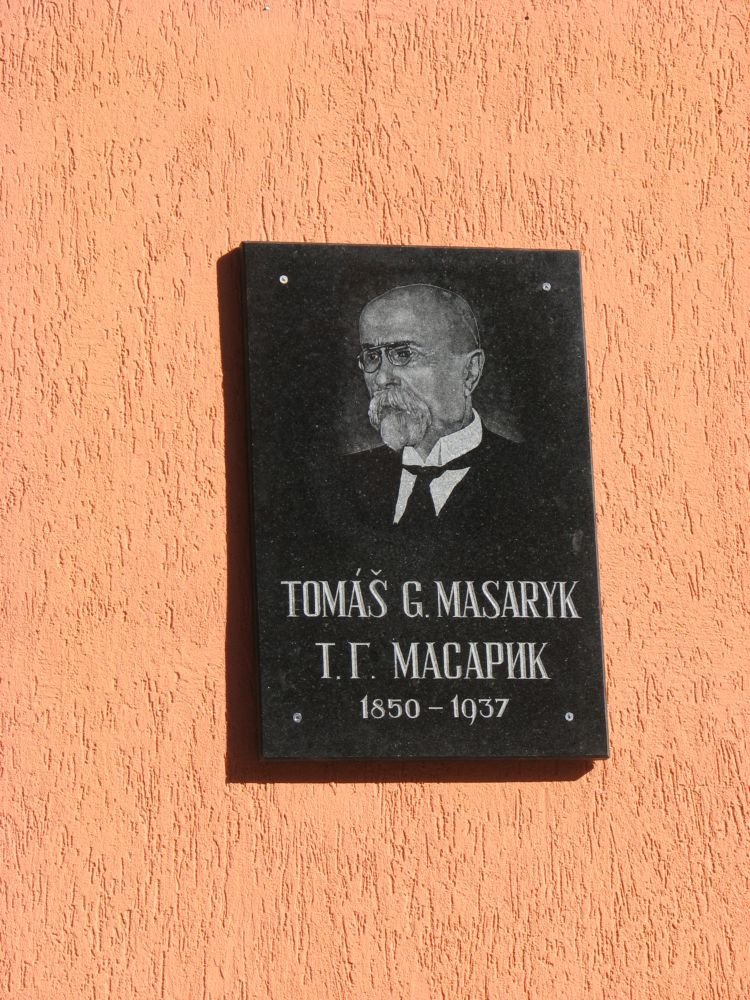 TOMÁŠ G. MASARYK
Т. Г. МАСАРИК
1850 – 1937